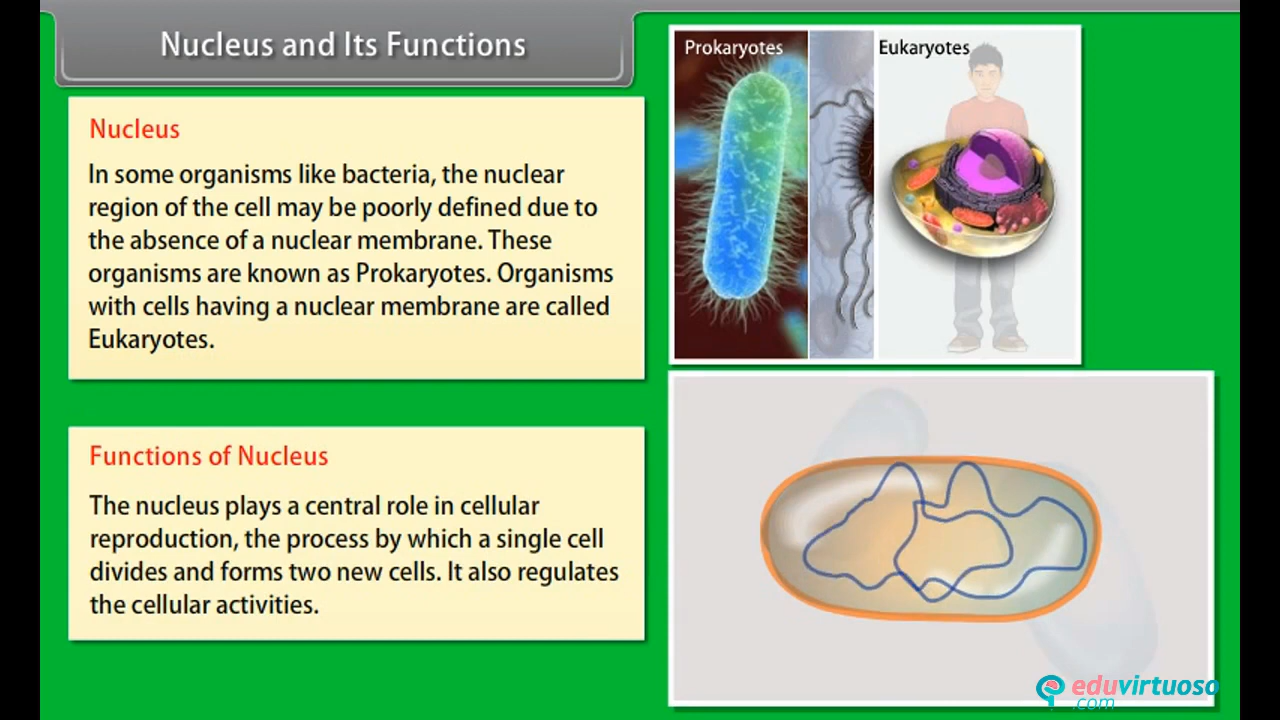 Nucleus and Its Functions
Nucleus
In some organisms like bacteria, the nuclear
region of the cell may be poorly defined due to
the absence of a nuclear membrane. These
organisms are known as Prokaryotes. Organisms
with cells having a nuclear membrane are called
Eukaryotes.
Functions of Nucleus
The nucleus plays a central role in cellular
reproduction, the process by which a single cell
divides and forms two new cells. It also regulates
the cellular activities.
Prokaryotes
Eukaryotes
eduvirtuoso
.com